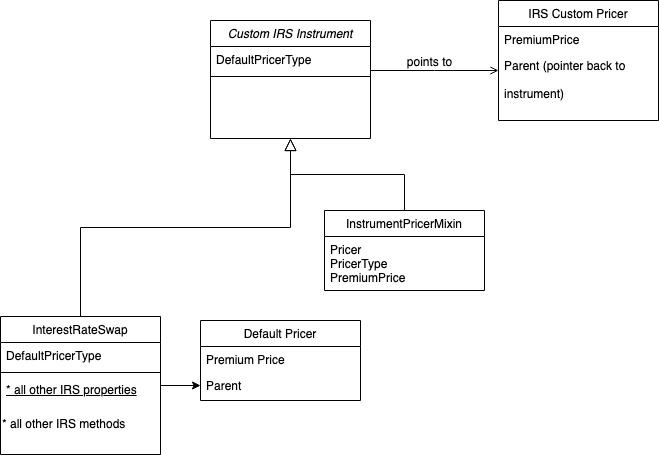 IRS Custom Pricer
PremiumPrice
Parent (pointer back to
instrument)
Custom IRS Instrument
DefaultPricerType
points to
InstrumentPricerMixin
Pricer
PricerType
PremiumPrice
InterestRateSwap
DefaultPricerType
* all other IRS properties
* all other IRS methods
Default Pricer
Premium Price
Parent